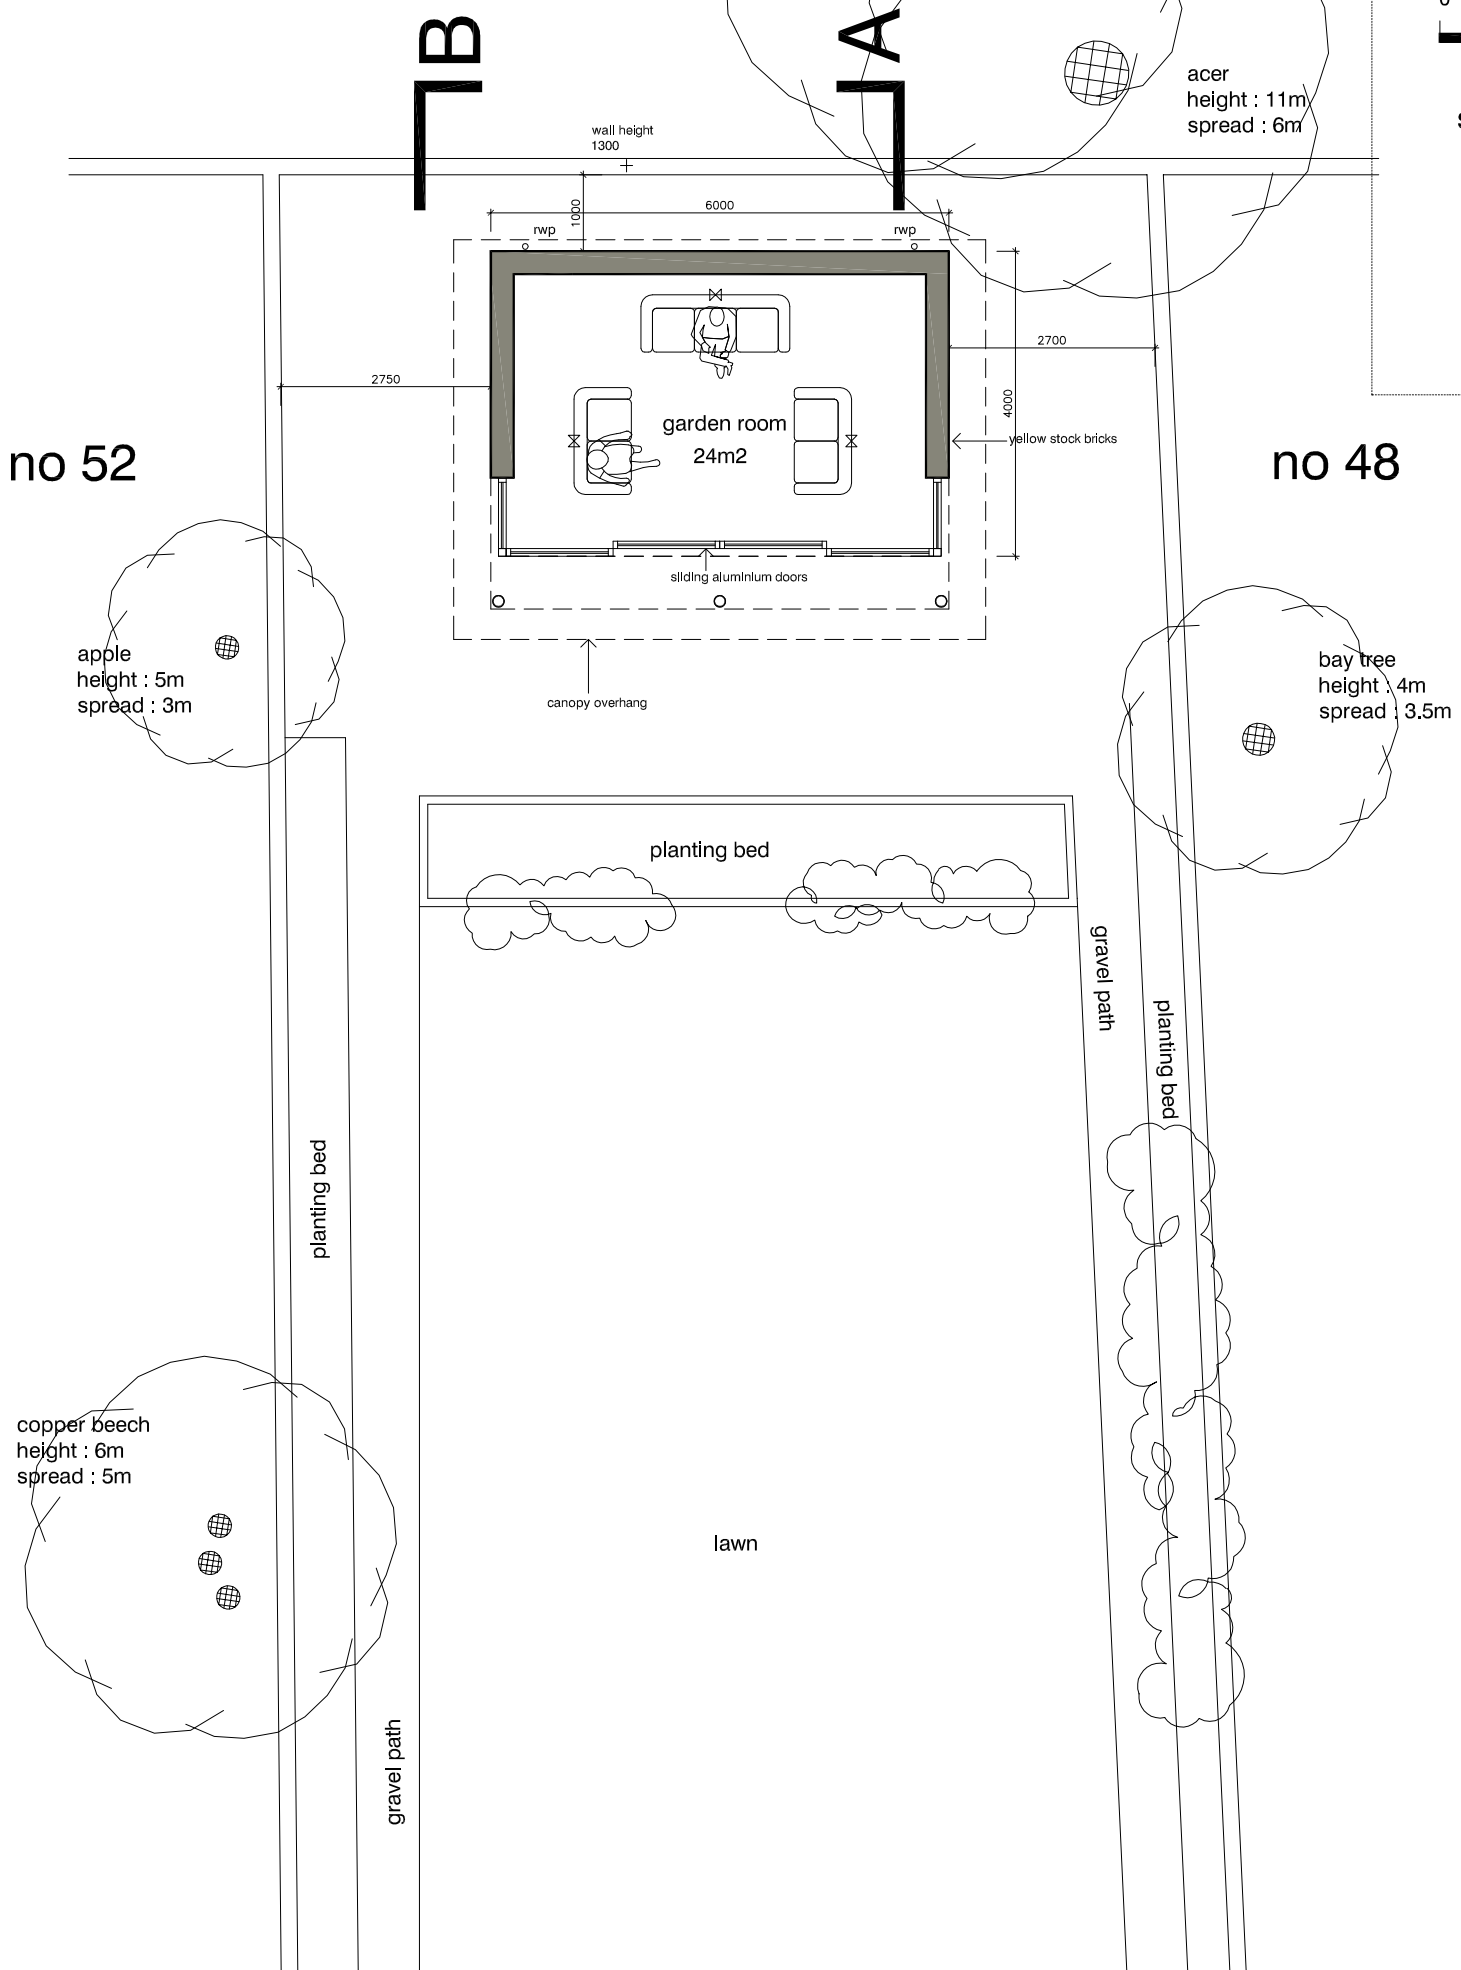 B
A
acer
height : 11m
spread : 6m
wall height
1300
6000
1000
rwp
rwp
2700
2750
4000
garden room
24m2
yellow stock bricks
no 52
no 48
sliding aluminium doors
apple
height : 5m
spread : 3m
bay tree
height : 4m
spread : 3.5m
canopy overhang
planting bed
gravel path
planting bed
planting bed
copper beech
height : 6m
spread : 5m
lawn
gravel path